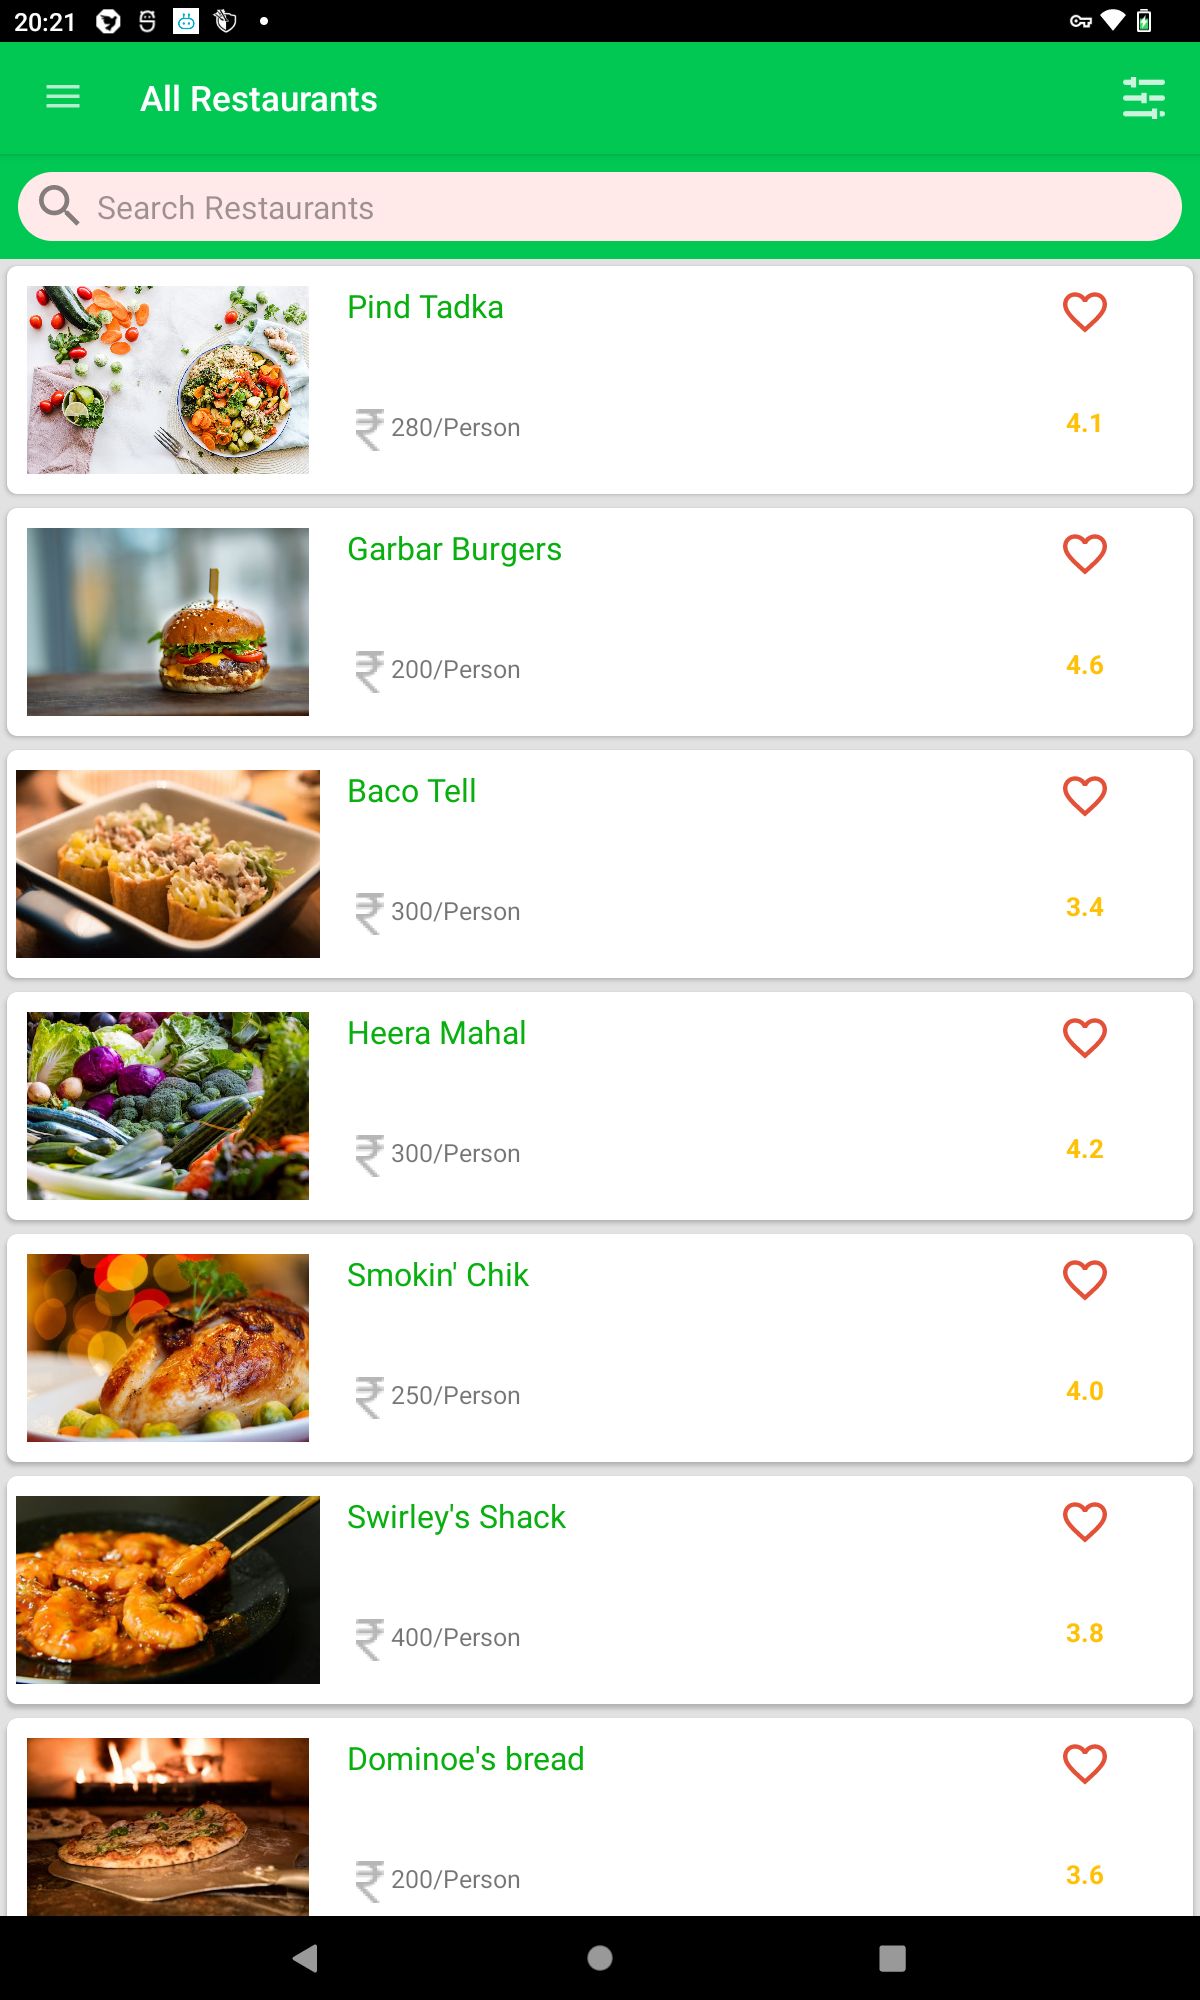 20:21
All Restaurants
Search Restaurants
Pind Tadka
₹ 280/Person
4.1
Garbar Burgers
₹ 200/Person
4.6
Baco Tell
₹ 300/Person
3.4
Heera Mahal
₹ 300/Person
4.2
Smokin' Chik
₹ 250/Person
4.0
Swirley's Shack
₹ 400/Person
3.8
Dominoe's bread
₹ 200/Person
3.6